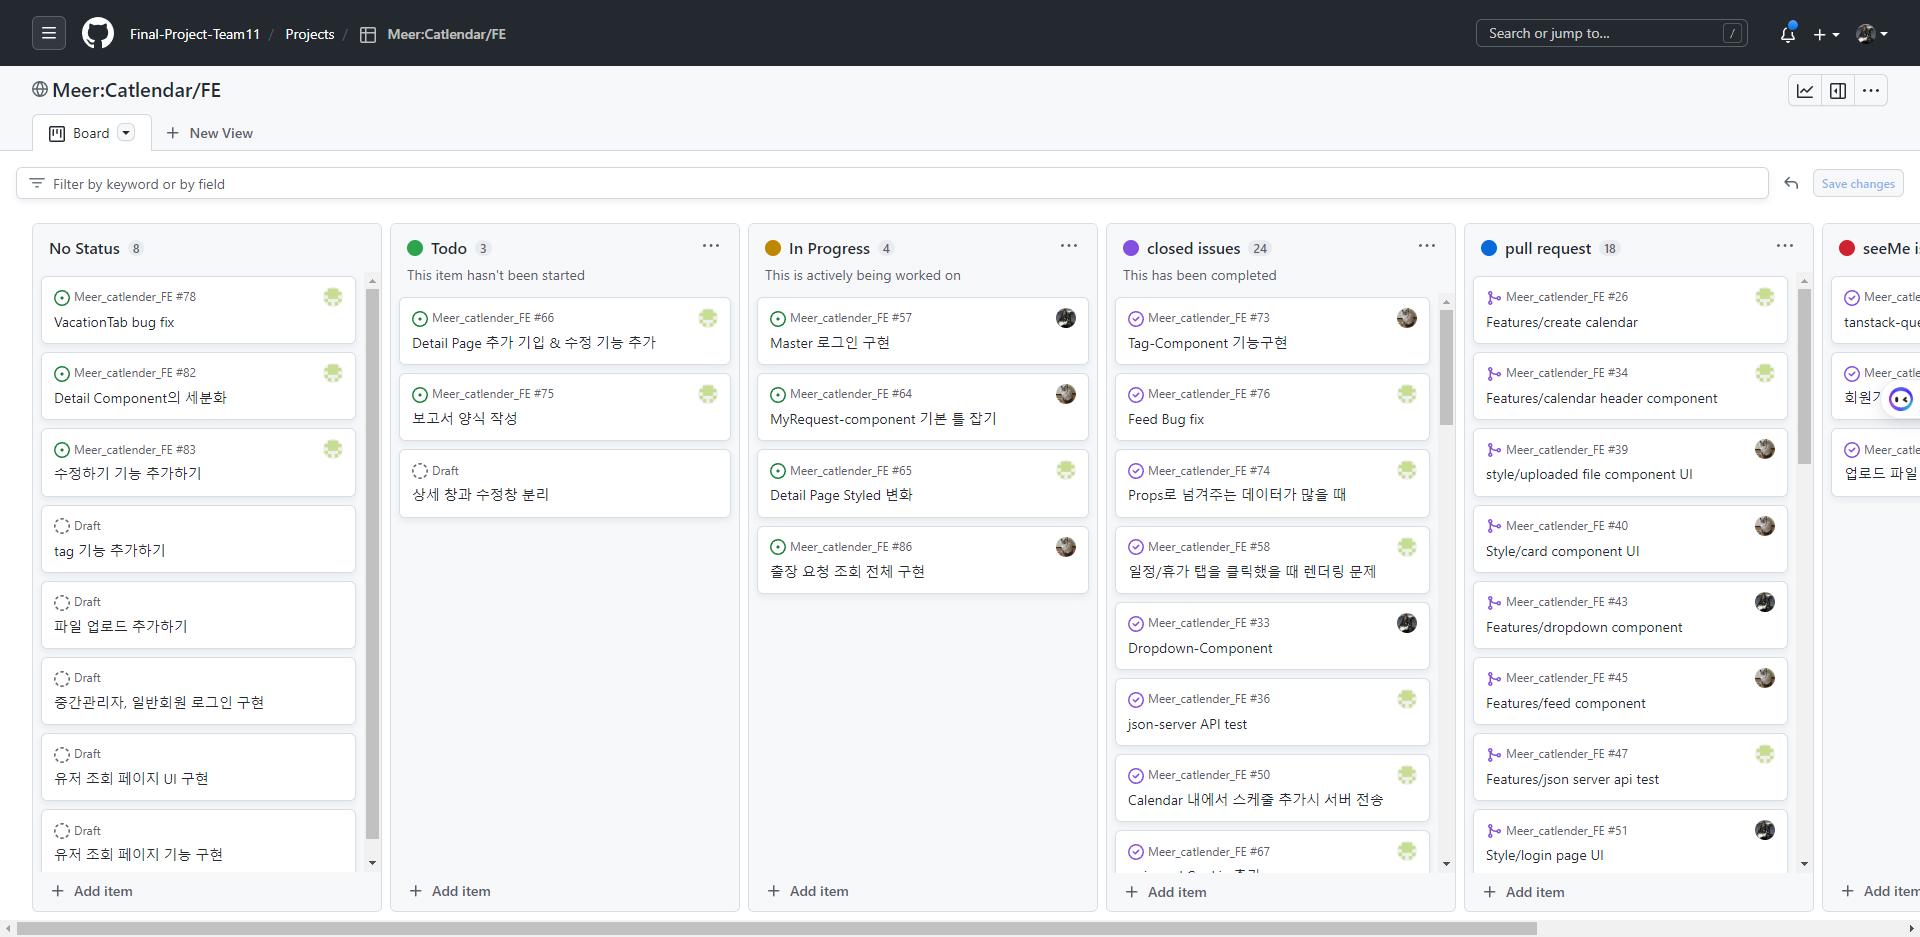 Final-Project-Team11 / Projects / Meer:Catlendar/FE
Search or jump to... /
Meer:Catlendar/FE
Board
New View
Filter by keyword or by field
Save changes
No Status 8
Meer_catlender_FE #78
VacationTab bug fix
Meer_catlender_FE #82
Detail Component의 세분화
Meer_catlender_FE #83
수정하기 기능 추가하기
Draft
tag 기능 추가하기
Draft
파일 업로드 추가하기
Draft
중간관리자, 일반회원 로그인 구현
Draft
유저 조회 페이지 UI 구현
Draft
유저 조회 페이지 기능 구현
Add item
Todo 3
This item hasn't been started
Meer_catlender_FE #66
Detail Page 추가 기입 & 수정 기능 추가
Meer_catlender_FE #75
보고서 양식 작성
Draft
상세 창과 수정창 분리
Add item
In Progress 4
This is actively being worked on
Meer_catlender_FE #57
Master 로그인 구현
Meer_catlender_FE #64
MyRequest-component 기본 틀 잡기
Meer_catlender_FE #65
Detail Page Styled 변화
Meer_catlender_FE #86
출장 요청 조회 전체 구현
Add item
closed issues 24
This has been completed
Meer_catlender_FE #73
Tag-Component 기능구현
Meer_catlender_FE #76
Feed Bug fix
Meer_catlender_FE #74
Props로 넘겨주는 데이터가 많을 때
Meer_catlender_FE #58
일정/휴가 탭을 클릭했을 때 렌더링 문제
Meer_catlender_FE #33
Dropdown-Component
Meer_catlender_FE #36
json-server API test
Meer_catlender_FE #50
Calendar 내에서 스케줄 추가시 서버 전송
Meer_catlender_FE #67
Add item
pull request 18
Meer_catlender_FE #26
Features/create calendar
Meer_catlender_FE #34
Features/calendar header component
Meer_catlender_FE #39
style/uploaded file component UI
Meer_catlender_FE #40
Style/card component UI
Meer_catlender_FE #43
Features/dropdown component
Meer_catlender_FE #45
Features/feed component
Meer_catlender_FE #47
Features/json server api test
Meer_catlender_FE #51
Style/login page UI
Add item
seeMe
Meer_catle
tanstack-que
Meer_catle
회원
Meer_catle
업로드 파일
Add item